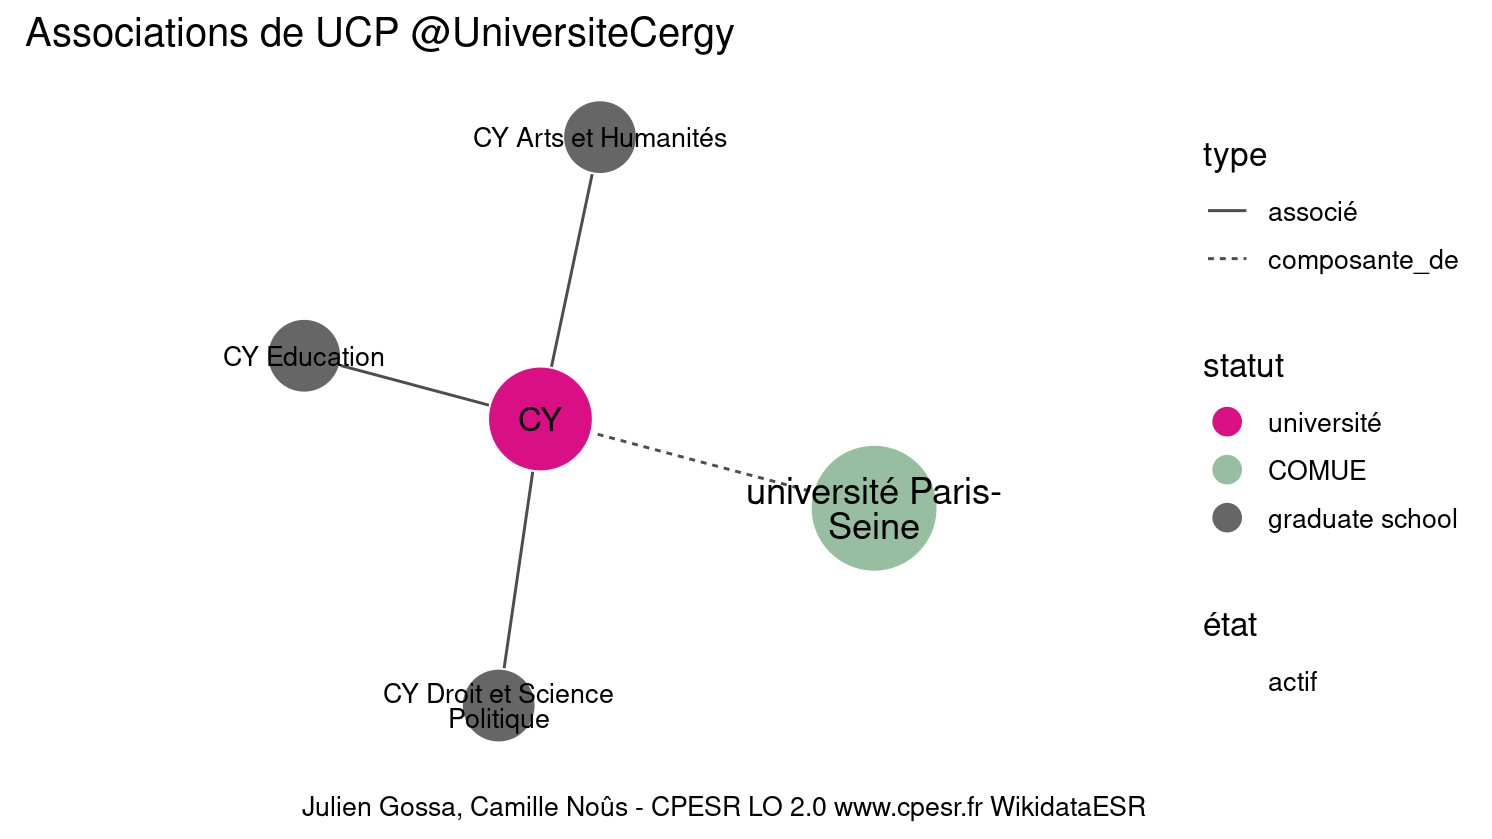 Associations de UCP @UniversiteCergy
CY Arts et Humanités
CY Education
CY
université Paris-
Seine
CY Droit et Science
Politique
type
associé
composante_de
statut
université
COMUE
graduate school
état
actif
Julien Gossa, Camille Noûs - CPESR LO 2.0 www.cpesr.fr WikidataESR